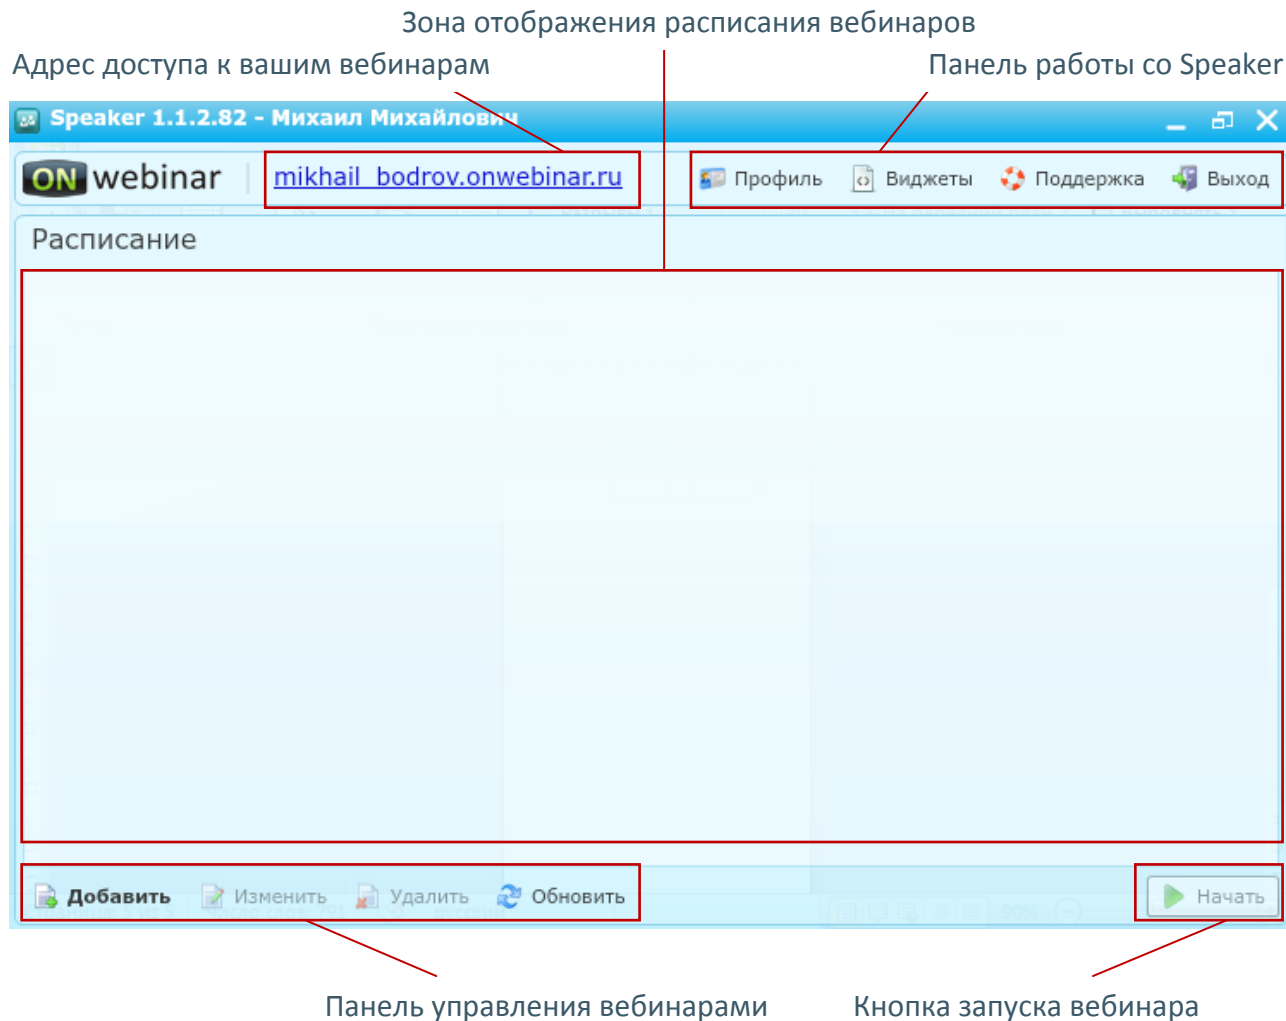 Зона отображения расписания вебинаров
Адрес доступа к вашим вебинарам
Панель работы со Speaker
Speaker 1.1.2.82 - Михаил Михайлович
ON webinar
mikhail_bodrov.onwebinar.ru
Профиль
Виджеты
Поддержка
Выход
Расписание
Добавить
Изменить
Удалить
Обновить
Начать
90%
Панель управления вебинарами
Кнопка запуска вебинара